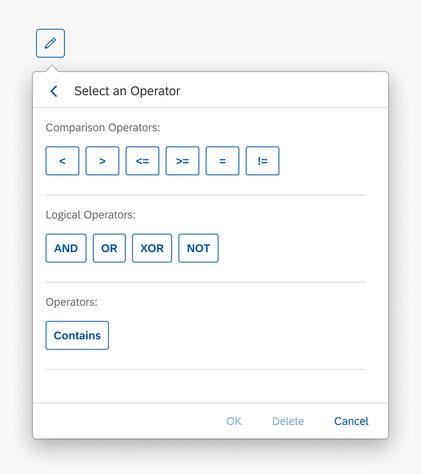 Select an Operator
Comparison Operators:
< > <= >= = !=
Logical Operators:
AND OR XOR NOT
Operators:
Contains
OK Delete Cancel